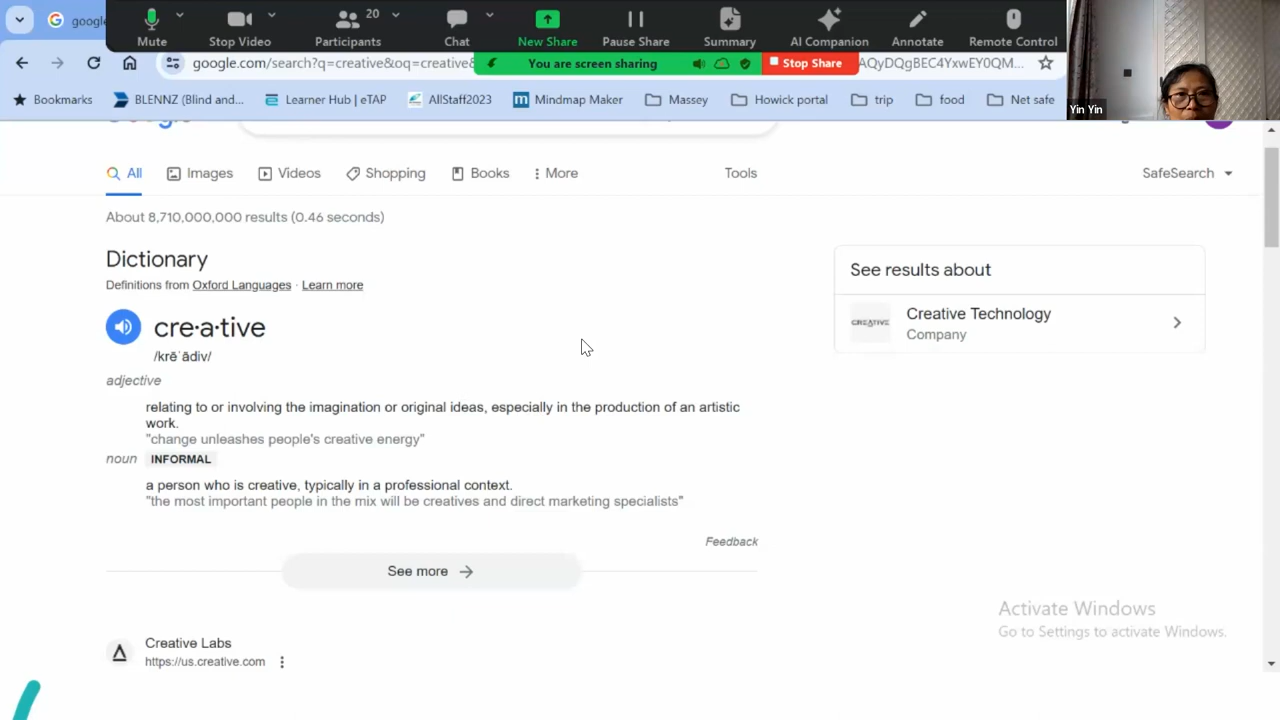 google
Mute
Stop Video
Participants
20
Chat
New Share
Pause Share
Summary
AI Companion
Annotate
Remote Control
google.com/search?q=creative&oq=creative&
You are screen sharing
Stop Share
AQyDQgBEC4YxwEY0QM...
Bookmarks
BLENNZ (Blind and...
Learner Hub | eTAP
AllStaff2023
Mindmap Maker
Massey
Howick portal
trip
food
Net safe
Yin Yin
All
Images
Videos
Shopping
Books
More
Tools
SafeSearch
About 8,710,000,000 results (0.46 seconds)
Dictionary
Definitions from Oxford Languages · Learn more
cre·a·tive
/krēˈādiv/
adjective
relating to or involving the imagination or original ideas, especially in the production of an artistic
work.
"change unleashes people's creative energy"
noun INFORMAL
a person who is creative, typically in a professional context.
"the most important people in the mix will be creatives and direct marketing specialists"
Feedback
See more
See results about
CREATIVE
Creative Technology
Company
Creative Labs
https://us.creative.com
Activate Windows
Go to Settings to activate Windows.